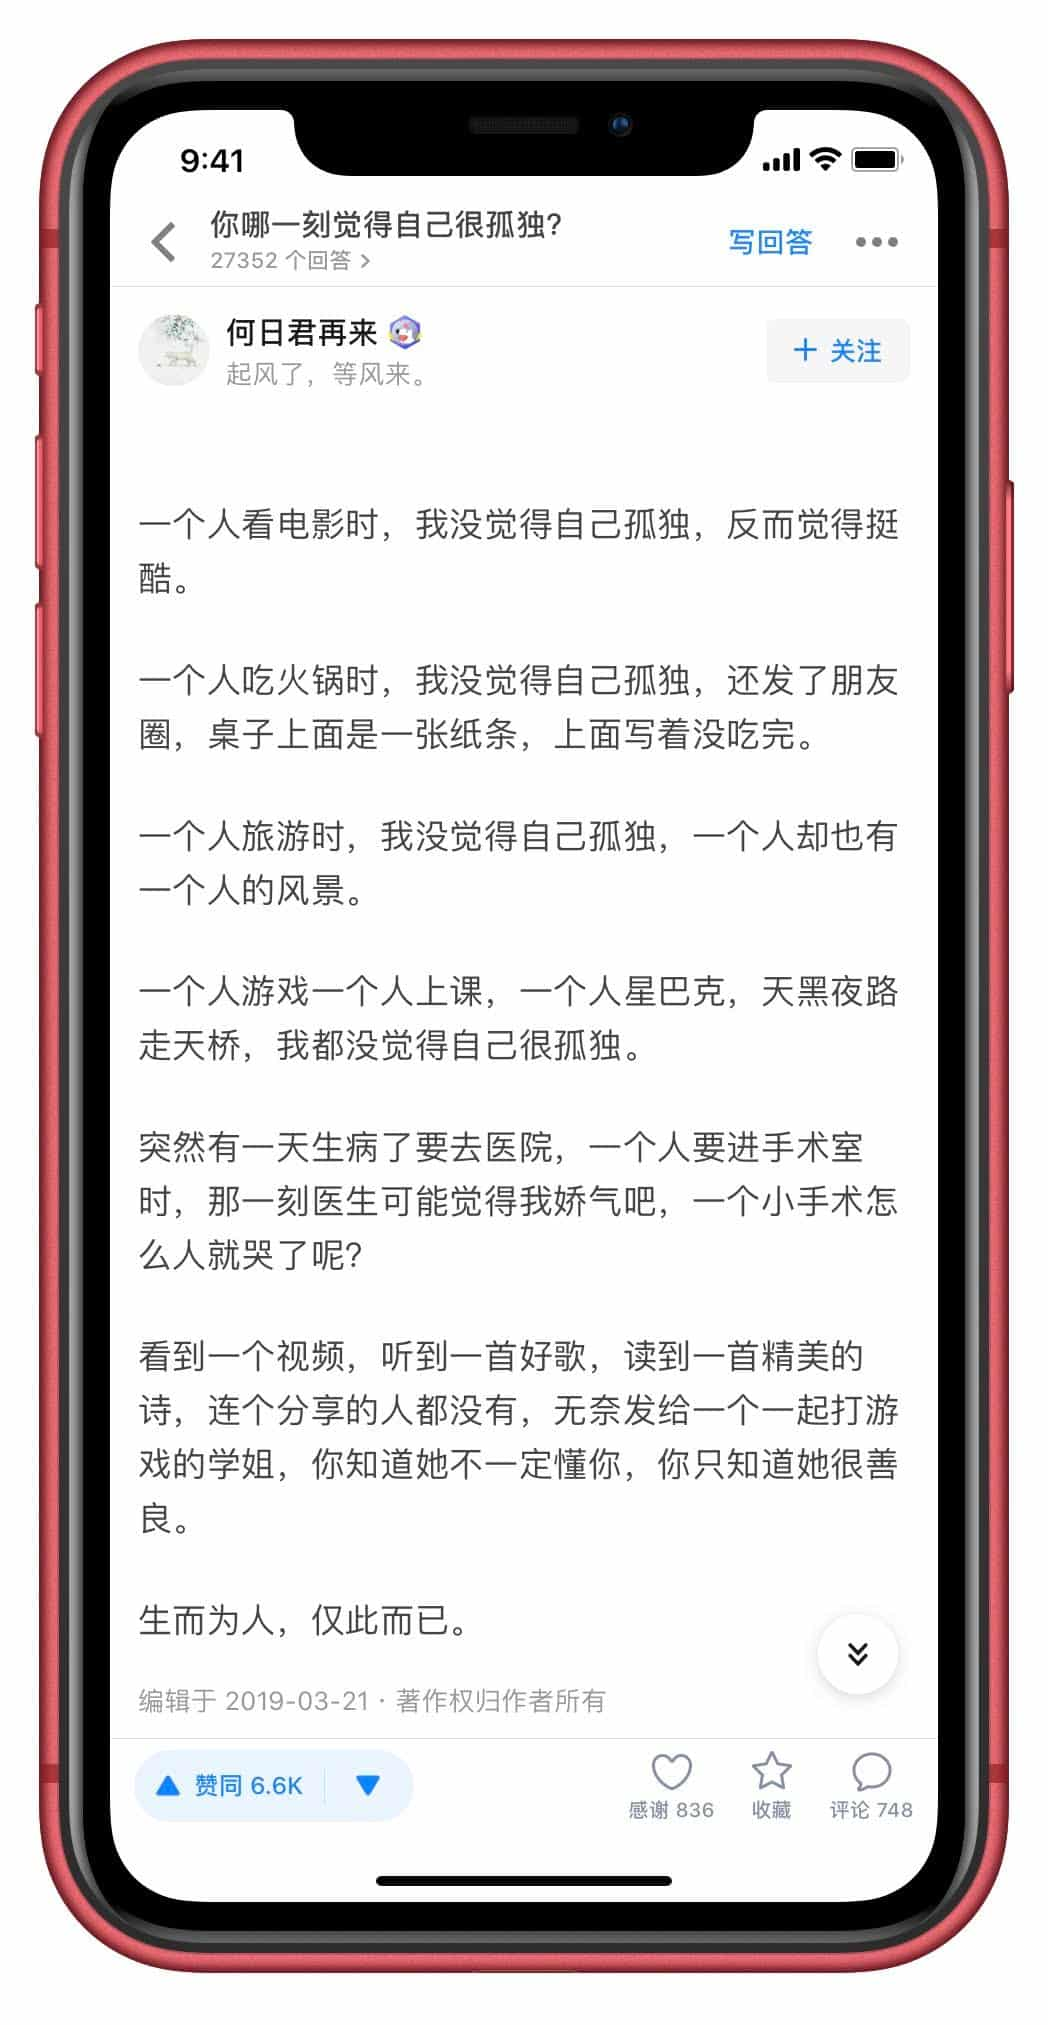 9:41
你哪一刻觉得自己很孤独?
27352 个回答 >
写回答
何日君再来
起风了，等风来。
+ 关注
一个人看电影时，我没觉得自己孤独，反而觉得挺
酷。
一个人吃火锅时，我没觉得自己孤独，还发了朋友
圈，桌子上面是一张纸条，上面写着没吃完。
一个人旅游时，我没觉得自己孤独，一个人却也有
一个人的风景。
一个人游戏一个人上课，一个人星巴克，天黑夜路
走天桥，我都没觉得自己很孤独。
突然有一天生病了要去医院，一个人要进手术室
时，那一刻医生可能觉得我娇气吧，一个小手术怎
么人就哭了呢?
看到一个视频，听到一首好歌，读到一首精美的
诗，连个分享的人都没有，无奈发给一个一起打游
戏的学姐，你知道她不一定懂你，你只知道她很善
良。
生而为人，仅此而已。
编辑于 2019-03-21 · 著作权归作者所有
赞同 6.6K
感谢 836
收藏
评论 748